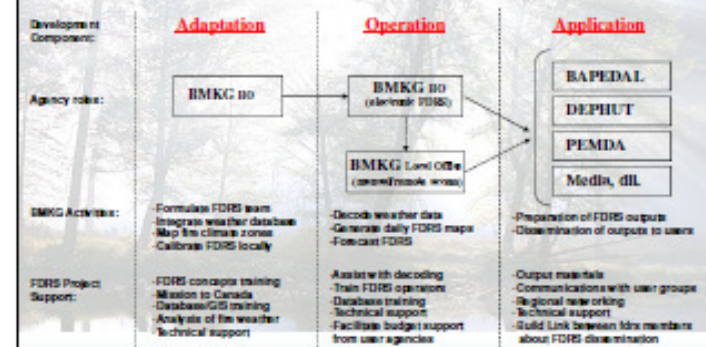 Development
Component:
Adaptation
Operation
Application
Agency roles:
BMKG HO
BMKG HO
(electronic FDRS)
BMKG Local Office
BAPEDAL
DEPHUT
PEMDA
Media, dll.
BMKG Activities:
-Formulate FDRS team
-Integrate weather database
-Map fire climate zones
-Calibrate FDRS locally
-Decode weather data
-Generate daily FDRS maps
-Forecast FDRS
-Preparation of FDRS outputs
-Dissemination of outputs to users
FDRS Project
Support:
-FDRS concepts training
-Mission to Canada
-Database/GIS training
-Analysis of fire weather
-Technical support
-Assist with decoding
-Train FDRS operators
-Database training
-Technical support
-Facilitate budget support
from user agencies
-Output materials
-Communications with user groups
-Regional networking
-Technical support
-Build Link between fdrs members
about FDRS dissemination